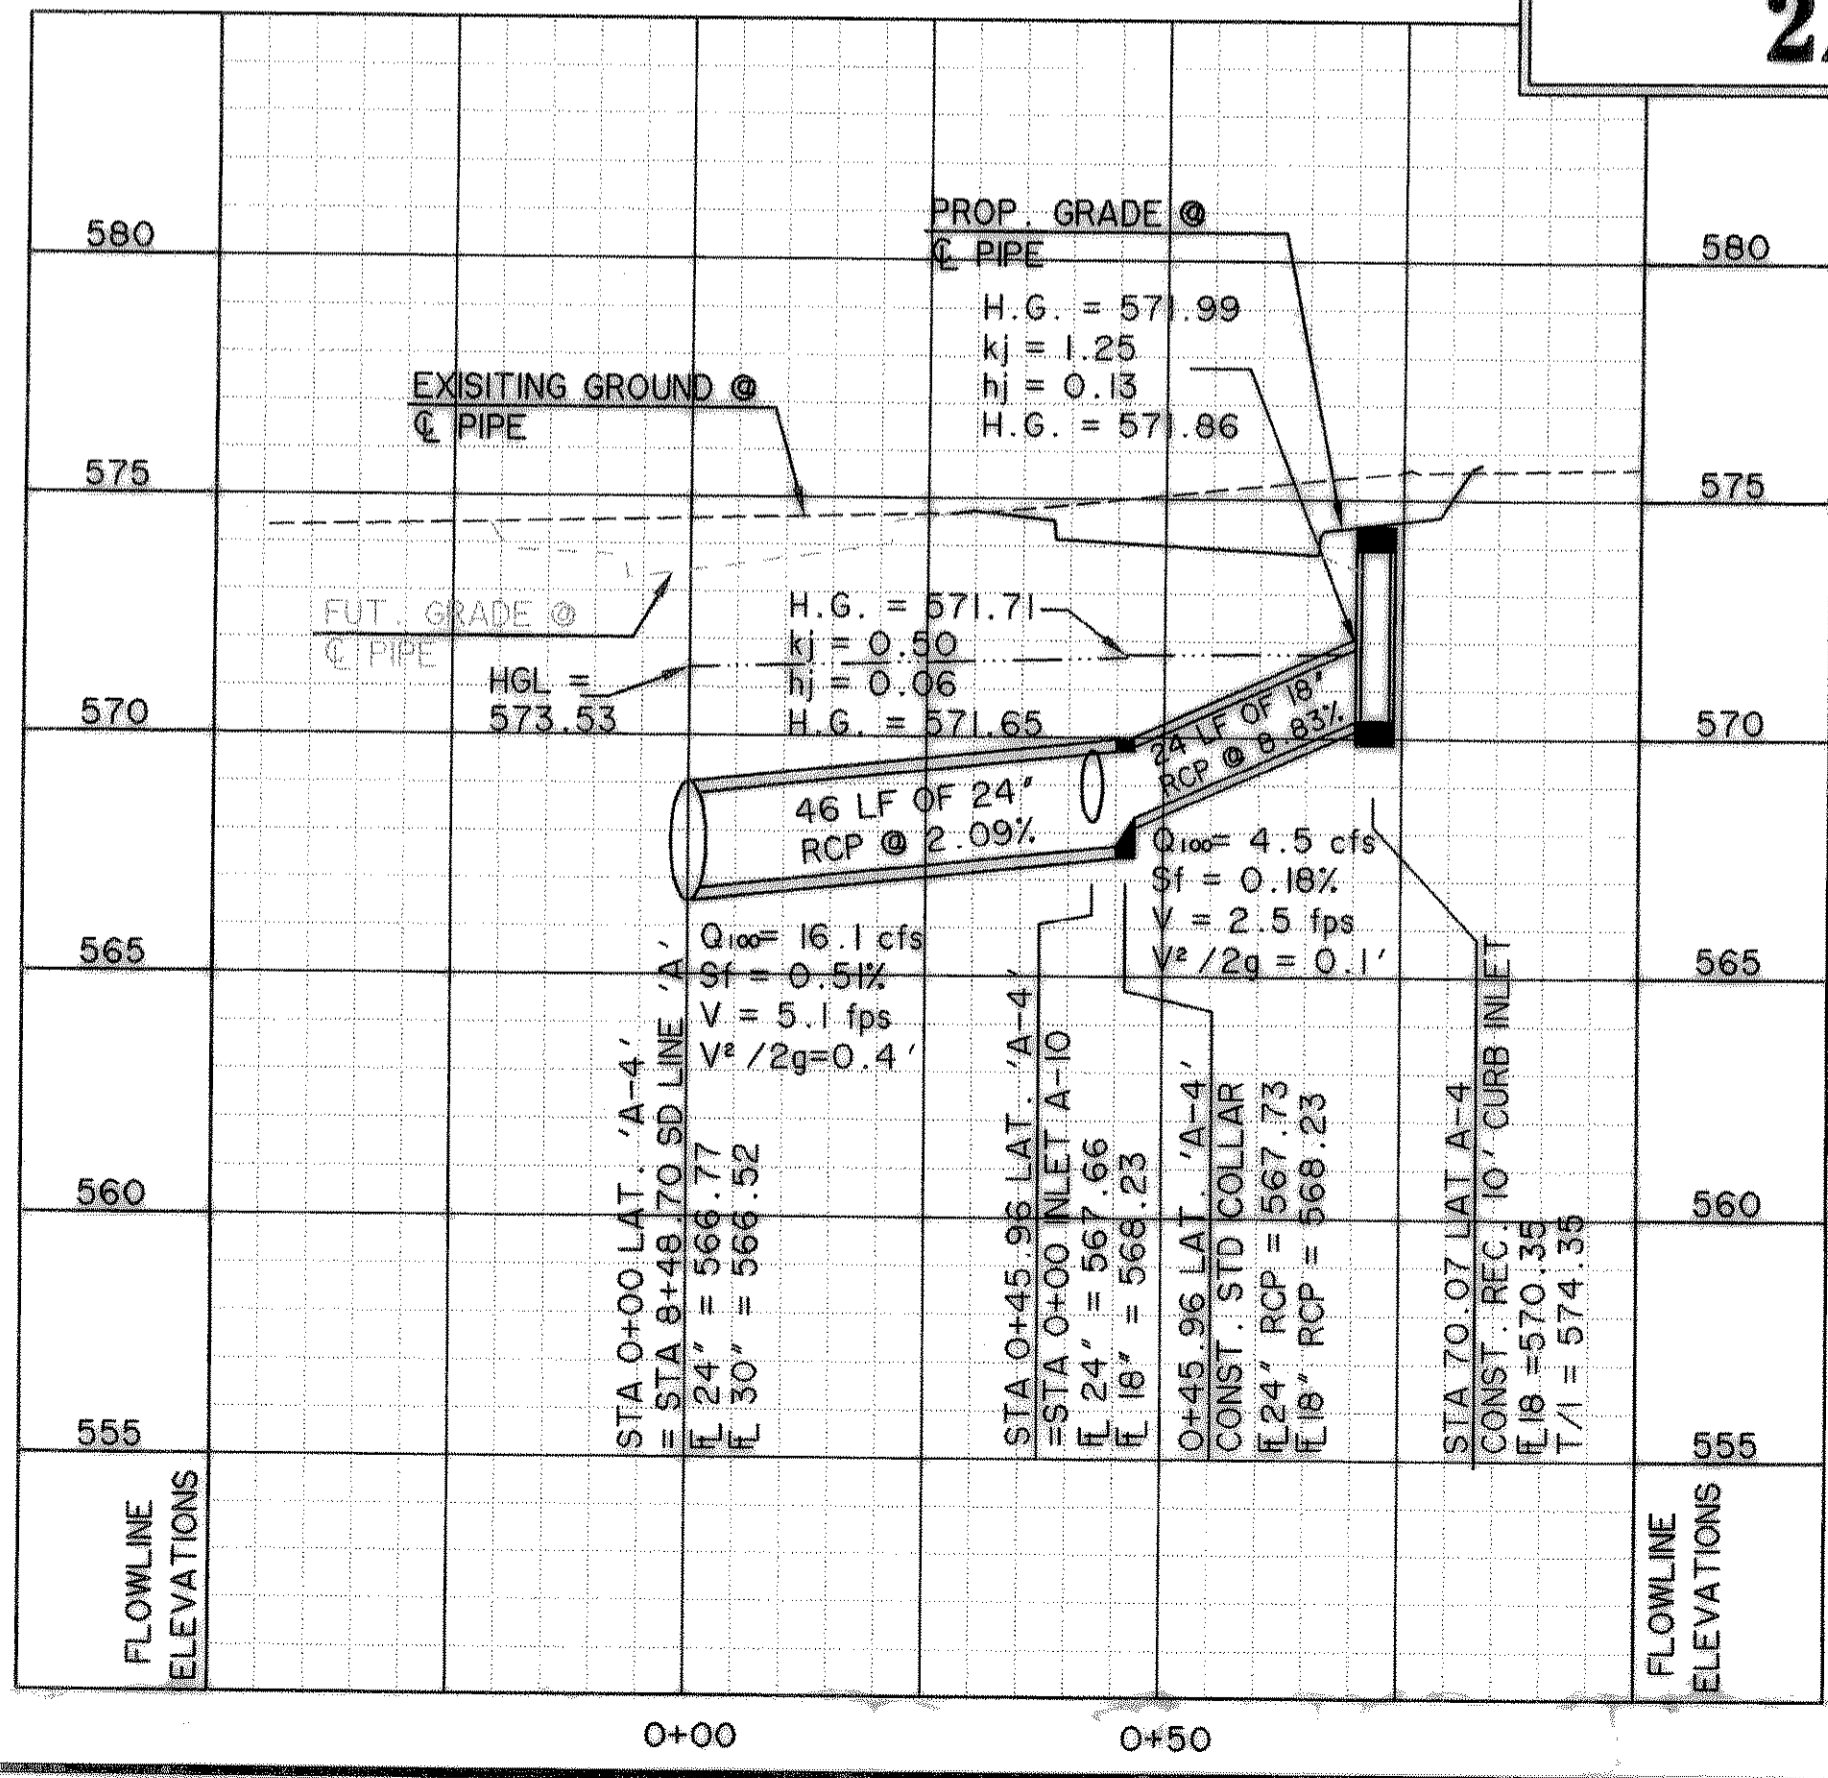 2
580
580
PROP. GRADE @
℄ PIPE
H.G. = 571.99
kj = 1.25
hj = 0.13
H.G. = 571.86
EXISITING GROUND @
℄ PIPE
575
575
FUT. GRADE @
℄ PIPE
HGL =
573.53
H.G. = 571.71
kj = 0.50
hj = 0.06
H.G. = 571.65
570
570
24 LF OF 18"
RCP @ 8.83%
46 LF OF 24"
RCP @ 2.09%
Q100= 4.5 cfs
Sf = 0.18%
V = 2.5 fps
V² /2g = 0.1'
Q100= 16.1 cfs
Sf = 0.51%
V = 5.1 fps
V² /2g=0.4'
565
565
STA 0+00 LAT. 'A-4'
= STA 8+48.70 SD LINE 'A'
FL 24" = 566.77
FL 30" = 566.52
STA 0+45.96 LAT. 'A-4'
=STA 0+00 INLET A-10
FL 24" = 567.66
FL 18" = 568.23
0+45.96 LAT. 'A-4'
CONST. STD COLLAR
FL24" RCP = 567.73
FL18" RCP = 568.23
STA 70.07 LAT A-4
CONST. REC. 10' CURB INLET
FL18 =570.35
T/I = 574.35
560
560
555
555
FLOWLINE
ELEVATIONS
FLOWLINE
ELEVATIONS
0+00
0+50